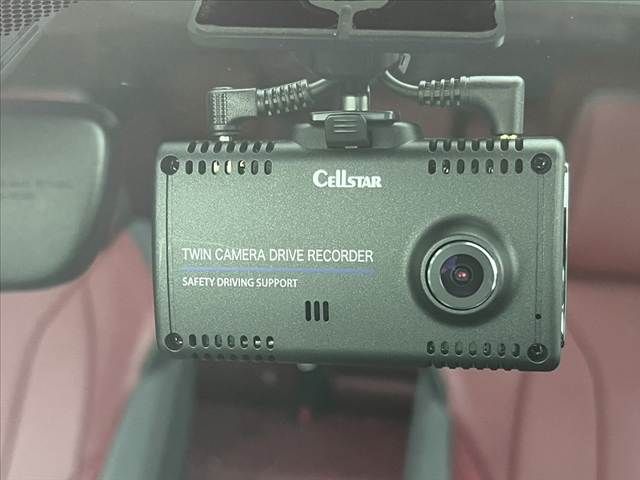 CELLSTAR
TWIN CAMERA DRIVE RECORDER
SAFETY DRIVING SUPPORT